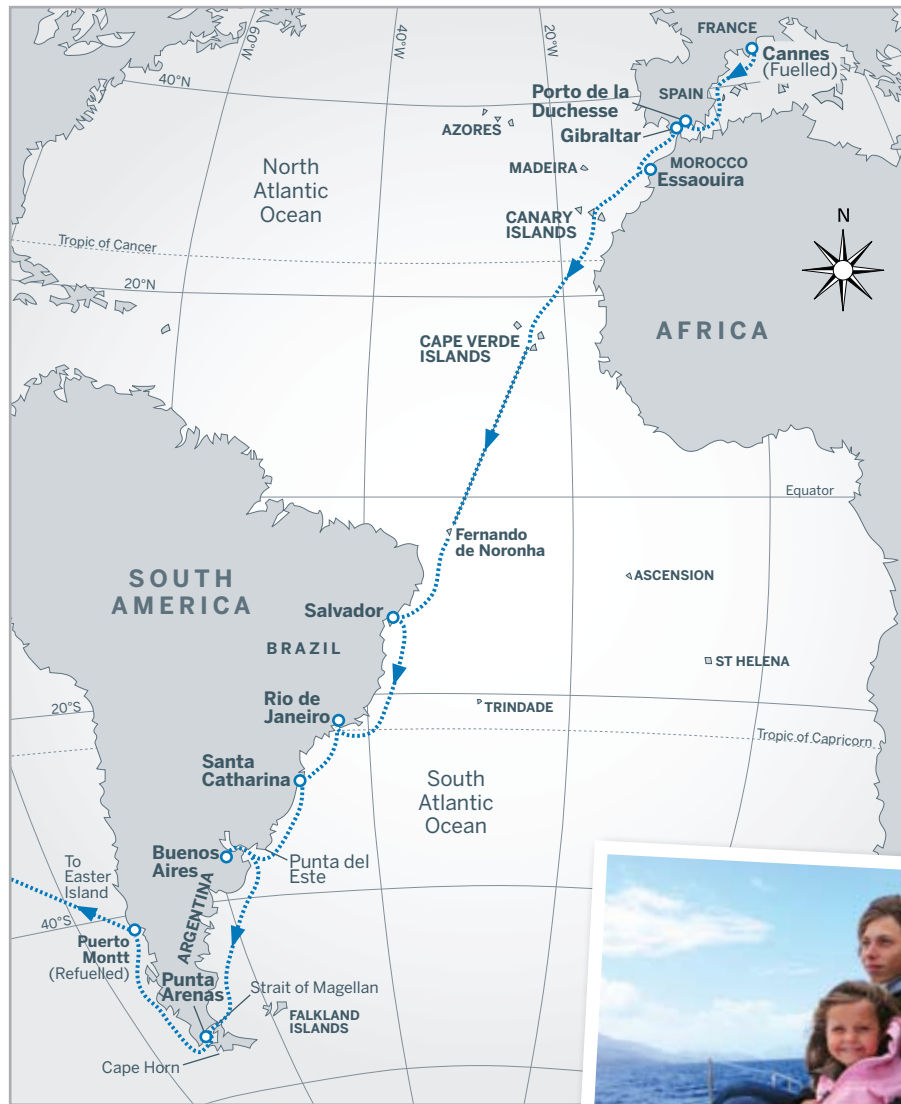 60°W
40°W
20°W
FRANCE
Cannes
(Fuelled)
40°N
Porto de la
Duchesse
SPAIN
Gibraltar
AZORES
North
Atlantic
Ocean
MADEIRA
MOROCCO
Essaouira
CANARY
ISLANDS
N
Tropic of Cancer
20°N
CAPE VERDE
ISLANDS
AFRICA
Equator
Fernando
de Noronha
SOUTH
AMERICA
ASCENSION
Salvador
BRAZIL
ST HELENA
20°S
Rio de
Janeiro
TRINDADE
Tropic of Capricorn
Santa
Catharina
South
Atlantic
Ocean
Buenos
Aires
Punta del
Este
To
Easter
Island
ARGENTINA
40°S
Puerto
Montt
(Refuelled)
Punta
Arenas
Strait of Magellan
FALKLAND
ISLANDS
Cape Horn